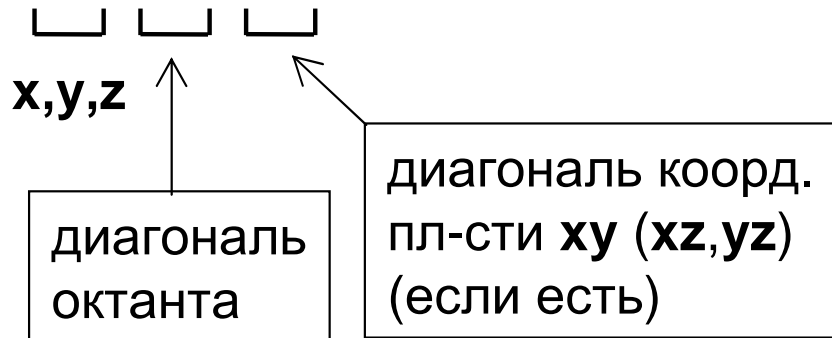 x,y,z
диагональ
октанта
диагональ коорд.
пл-сти xy (xz,yz)
(если есть)